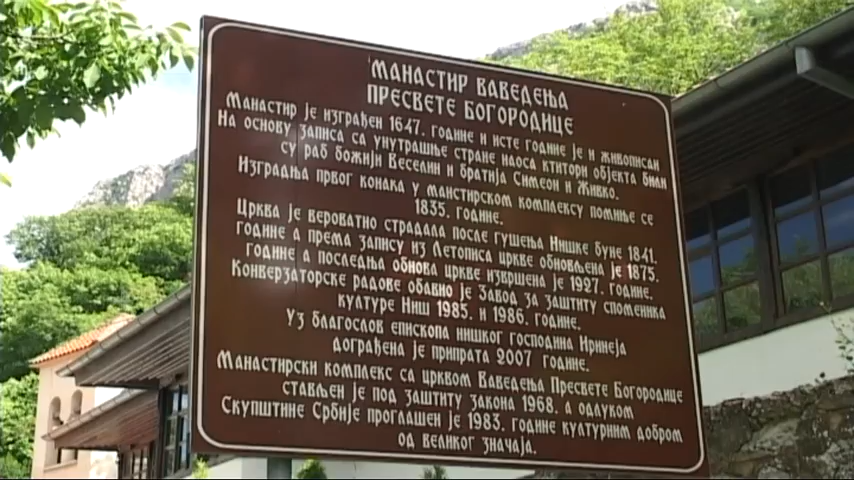 МАНАСТИР ВАВЕДЕЊА
ПРЕСВЕТЕ БОГОРОДИЦЕ
МАНАСТИР ЈЕ ИЗГРАЂЕН 1647. ГОДИНЕ И ИСТЕ ГОДИНЕ ЈЕ И ЖИВОПИСАН
НА ОСНОВУ ЗАПИСА СА УНУТРАШЊЕ СТРАНЕ НАОСА КТИТОРИ ОБЈЕКТА БИЛИ
СУ РАБ БОЖИЈИ ВЕСЕЛИН И БРАТИЈА СИМЕОН И ЖИВКО.
ИЗГРАДЊА ПРВОГ КОНАКА У МАНСТИРСКОМ КОМПЛЕКСУ ПОМИЊЕ СЕ
1835. ГОДИНЕ.
ЦРКВА ЈЕ ВЕРОВАТНО СТРАДАЛА ПОСЛЕ ГУШЕЊА НИШКЕ БУНЕ 1841.
ГОДИНЕ А ПРЕМА ЗАПИСУ ИЗ ЛЕТОПИСА ЦРКВЕ ОБНОВЉЕНА ЈЕ 1875.
ГОДИНЕ А ПОСЛЕДЊА ОБНОВА ЦРКВЕ ИЗВРШЕНА ЈЕ 1927. ГОДИНЕ.
КОНВЕРЗАТОРСКЕ РАДОВЕ ОБАВИО ЈЕ ЗАВОД ЗА ЗАШТИТУ СПОМЕНИКА
КУЛТУРЕ НИШ 1985. И 1986. ГОДИНЕ.
УЗ БЛАГОСЛОВ ЕПИСКОПА НИШКОГ ГОСПОДИНА ИРИНЕЈА
ДОГРАЂЕНА ЈЕ ПРИПРАТА 2007 ГОДИНЕ.
МАНАСТИРСКИ КОМПЛЕКС СА ЦРКВОМ ВАВЕДЕЊА ПРЕСВЕТЕ БОГОРОДИЦЕ
СТАВЉЕН ЈЕ ПОД ЗАШТИТУ ЗАКОНА 1968. А ОДЛУКОМ
СКУПШТИНЕ СРБИЈЕ ПРОГЛАШЕН ЈЕ 1983. ГОДИНЕ КУЛТУРНИМ ДОБРОМ
ОД ВЕЛИКОГ ЗНАЧАЈА.